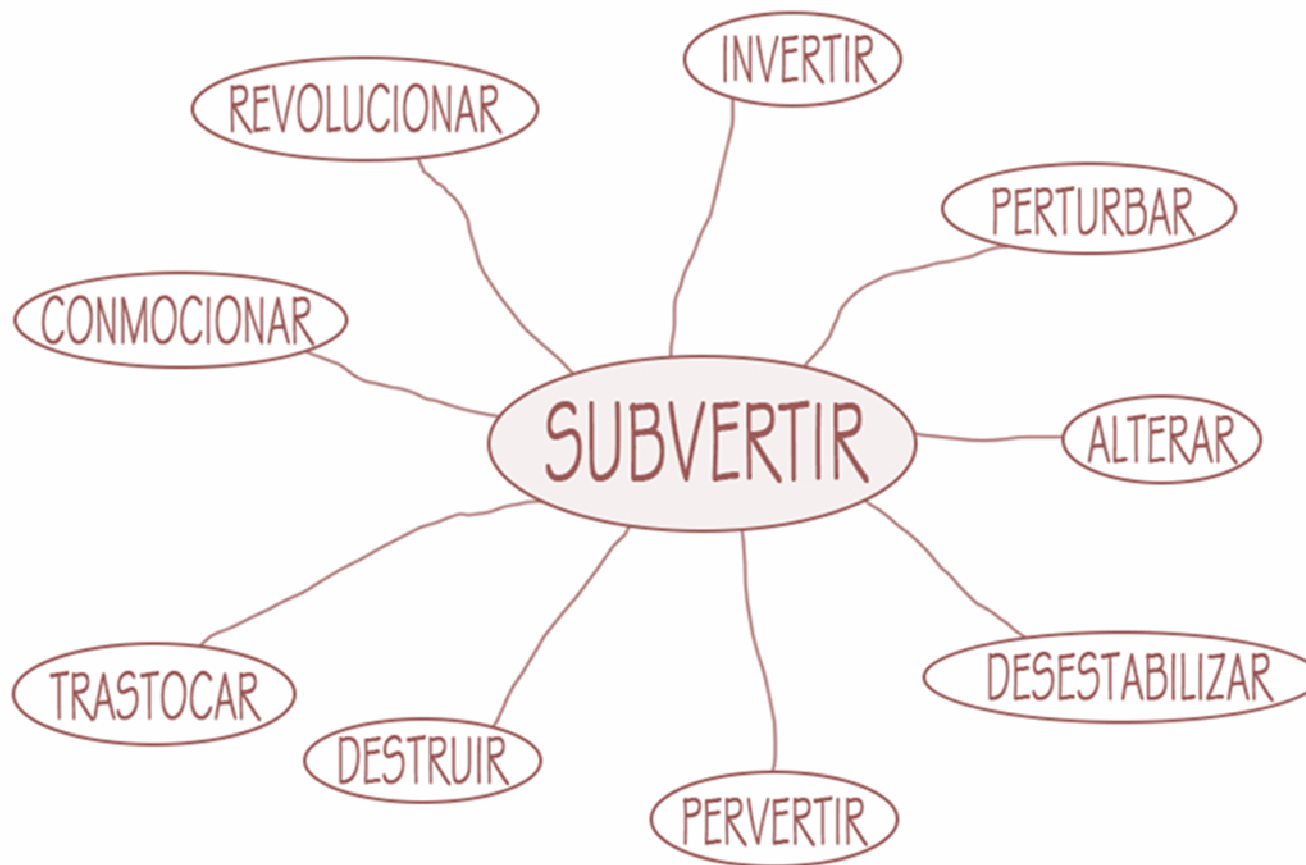 INVERTIR
REVOLUCIONAR
PERTURBAR
CONMOCIONAR
SUBVERTIR
ALTERAR
DESESTABILIZAR
TRASTOCAR
DESTRUIR
PERVERTIR